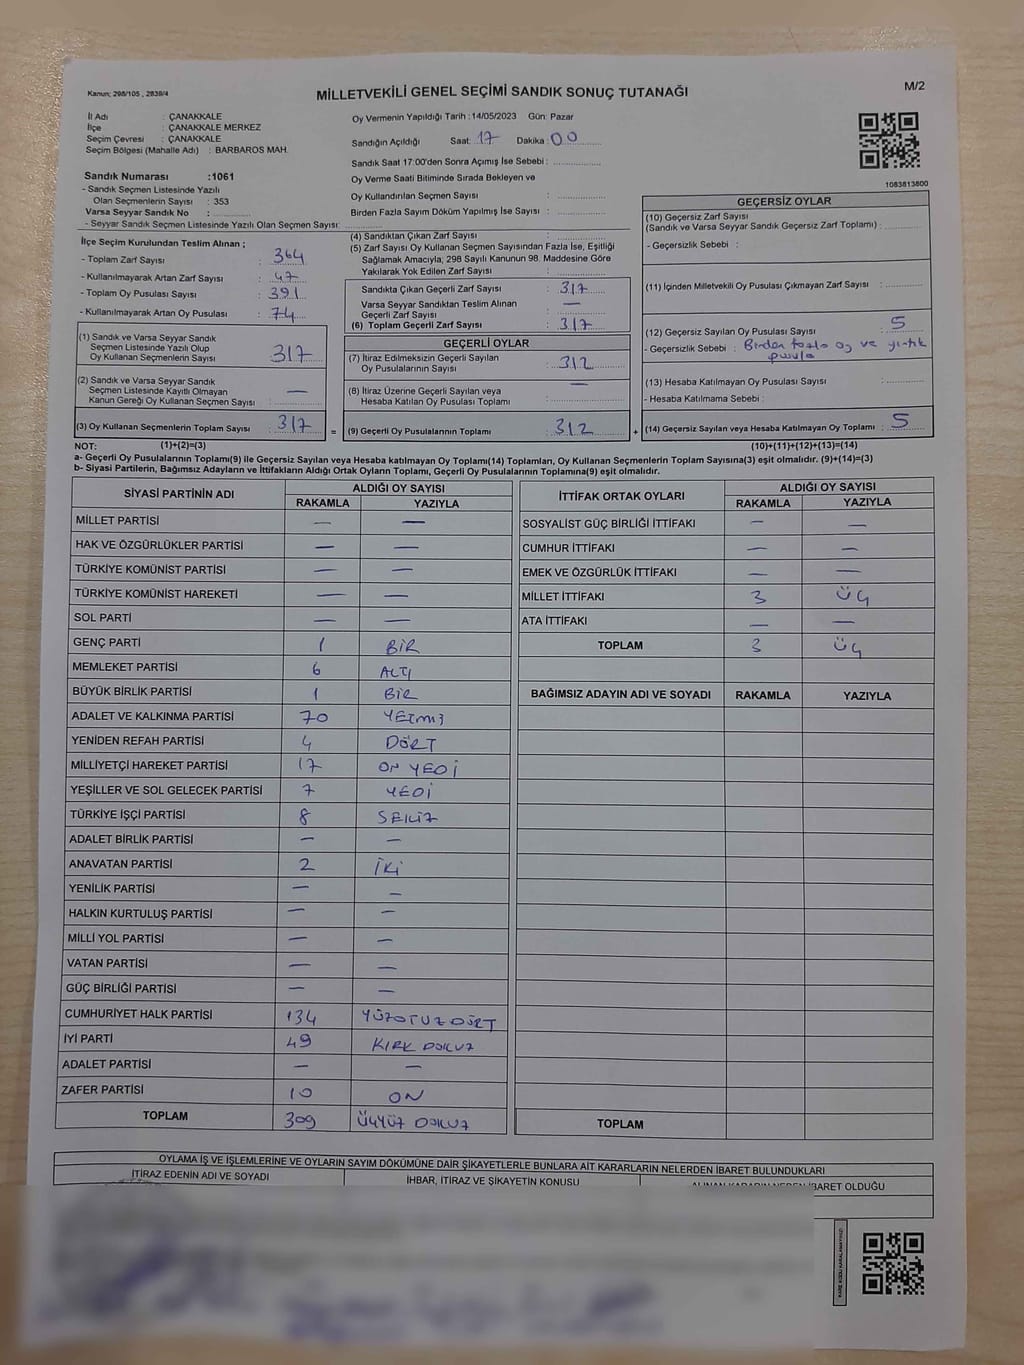 Kanun; 298/105 , 2839/4
MİLLETVEKİLİ GENEL SEÇİMİ SANDIK SONUÇ TUTANAĞI
M/2
İl Adı : ÇANAKKALE
İlçe : ÇANAKKALE MERKEZ
Seçim Çevresi : ÇANAKKALE
Seçim Bölgesi (Mahalle Adı) : BARBAROS MAH.
Sandık Numarası :1061
- Sandık Seçmen Listesinde Yazılı
Olan Seçmenlerin Sayısı : 353
Varsa Seyyar Sandık No :
- Seyyar Sandık Seçmen Listesinde Yazılı Olan Seçmen Sayısı:
Oy Vermenin Yapıldığı Tarih :14/05/2023 Gün: Pazar
Sandığın Açıldığı Saat: 17 Dakika: 00
Sandık Saat 17:00'den Sonra Açımış İse Sebebi :
Oy Verme Saati Bitiminde Sırada Bekleyen ve
Oy Kullandırılan Seçmen Sayısı :
Birden Fazla Sayım Döküm Yapılmış İse Sayısı :
1083813800
İlçe Seçim Kurulundan Teslim Alınan ;
- Toplam Zarf Sayısı : 364
- Kullanılmayarak Artan Zarf Sayısı : 47
- Toplam Oy Pusulası Sayısı : 391
- Kullanılmayarak Artan Oy Pusulası : 74
(1) Sandık ve Varsa Seyyar Sandık
Seçmen Listesinde Yazılı Olup
Oy Kullanan Seçmenlerin Sayısı : 317
(2) Sandık ve Varsa Seyyar Sandık
Seçmen Listesinde Kayıtlı Olmayan
Kanun Gereği Oy Kullanan Seçmen Sayısı : —
(3) Oy Kullanan Seçmenlerin Toplam Sayısı : 317
(4) Sandıktan Çıkan Zarf Sayısı :
(5) Zarf Sayısı Oy Kullanan Seçmen Sayısından Fazla İse, Eşitliği
Sağlamak Amacıyla; 298 Sayılı Kanunun 98. Maddesine Göre
Yakılarak Yok Edilen Zarf Sayısı :
Sandıkta Çıkan Geçerli Zarf Sayısı : 317
Varsa Seyyar Sandıktan Teslim Alınan
Geçerli Zarf Sayısı : —
(6) Toplam Geçerli Zarf Sayısı : 317
GEÇERLİ OYLAR
(7) İtiraz Edilmeksizin Geçerli Sayılan
Oy Pusulalarının Sayısı : 312
(8) İtiraz Üzerine Geçerli Sayılan veya
Hesaba Katılan Oy Pusulası Toplamı : —
= (9) Geçerli Oy Pusulalarının Toplamı : 312 +
GEÇERSİZ OYLAR
(10) Geçersiz Zarf Sayısı
(Sandık ve Varsa Seyyar Sandık Geçersiz Zarf Toplamı) :
- Geçersizlik Sebebi :
(11) İçinden Milletvekili Oy Pusulası Çıkmayan Zarf Sayısı :
(12) Geçersiz Sayılan Oy Pusulası Sayısı : 5
- Geçersizlik Sebebi : Birden fazla oy ve yırtık
pusula
(13) Hesaba Katılmayan Oy Pusulası Sayısı :
- Hesaba Katılmama Sebebi :
(14) Geçersiz Sayılan veya Hesaba Katılmayan Oy Toplamı : 5
NOT: (1)+(2)=(3) (10)+(11)+(12)+(13)=(14)
a- Geçerli Oy Pusulalarının Toplamı(9) ile Geçersiz Sayılan veya Hesaba katılmayan Oy Toplamı(14) Toplamları, Oy Kullanan Seçmenlerin Toplam Sayısına(3) eşit olmalıdır. (9)+(14)=(3)
b- Siyasi Partilerin, Bağımsız Adayların ve İttifakların Aldığı Ortak Oyların Toplamı, Geçerli Oy Pusulalarının Toplamına(9) eşit olmalıdır.
SİYASİ PARTİNİN ADI ALDIĞI OY SAYISI
RAKAMLA YAZIYLA
MİLLET PARTİSİ — —
HAK VE ÖZGÜRLÜKLER PARTİSİ — —
TÜRKİYE KOMÜNİST PARTİSİ — —
TÜRKİYE KOMÜNİST HAREKETİ — —
SOL PARTİ — —
GENÇ PARTİ 1 BİR
MEMLEKET PARTİSİ 6 ALTI
BÜYÜK BİRLİK PARTİSİ 1 BİR
ADALET VE KALKINMA PARTİSİ 70 YETMİŞ
YENİDEN REFAH PARTİSİ 4 DÖRT
MİLLİYETÇİ HAREKET PARTİSİ 17 ON YEDİ
YEŞİLLER VE SOL GELECEK PARTİSİ 7 YEDİ
TÜRKİYE İŞÇİ PARTİSİ 8 SEKİZ
ADALET BİRLİK PARTİSİ — —
ANAVATAN PARTİSİ 2 İKİ
YENİLİK PARTİSİ — —
HALKIN KURTULUŞ PARTİSİ — —
MİLLİ YOL PARTİSİ — —
VATAN PARTİSİ — —
GÜÇ BİRLİĞİ PARTİSİ — —
CUMHURİYET HALK PARTİSİ 134 YÜZOTUZDÖRT
İYİ PARTİ 49 KIRK DOKUZ
ADALET PARTİSİ — —
ZAFER PARTİSİ 10 ON
TOPLAM 309 ÜÇYÜZ DOKUZ
İTTİFAK ORTAK OYLARI ALDIĞI OY SAYISI
RAKAMLA YAZIYLA
SOSYALİST GÜÇ BİRLİĞİ İTTİFAKI — —
CUMHUR İTTİFAKI — —
EMEK VE ÖZGÜRLÜK İTTİFAKI — —
MİLLET İTTİFAKI 3 ÜÇ
ATA İTTİFAKI — —
TOPLAM 3 ÜÇ
BAĞIMSIZ ADAYIN ADI VE SOYADI RAKAMLA YAZIYLA
TOPLAM
OYLAMA İŞ VE İŞLEMLERİNE VE OYLARIN SAYIM DÖKÜMÜNE DAİR ŞİKAYETLERLE BUNLARA AİT KARARLARIN NELERDEN İBARET BULUNDUKLARI
İTİRAZ EDENİN ADI VE SOYADI İHBAR, İTİRAZ VE ŞİKAYETİN KONUSU ALINAN KARARIN NEDEN İBARET OLDUĞU
KARE KODU KARALAMAYINIZ!